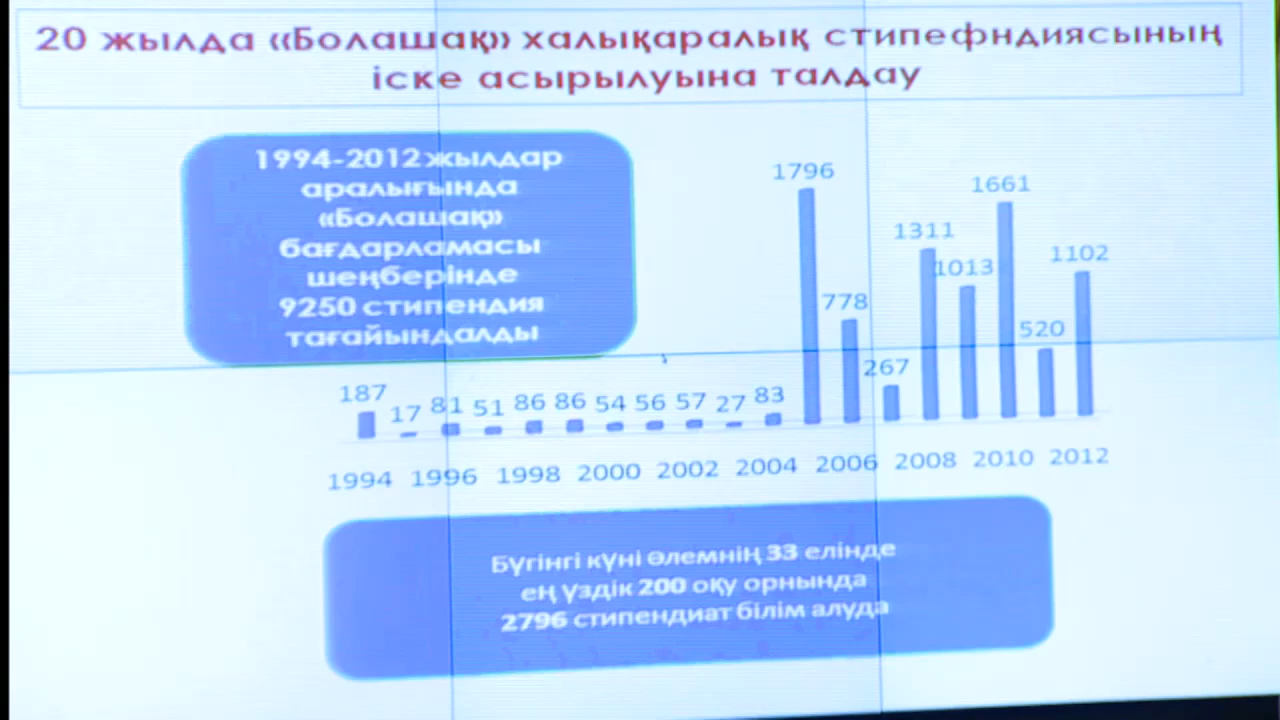 20 жылда «Болашақ» халықаралық стипефндиясының
іске асырылуына талдау
1994-2012 жылдар
аралығында
«Болашақ»
бағдарламасы
шеңберінде
9250 стипендия
тағайындалды
1796
1661
1311
1013
1102
778
520
267
187 17 81 51 86 86 54 56 57 27 83
1994 1996 1998 2000 2002 2004 2006 2008 2010 2012
Бүгінгі күні әлемнің 33 елінде
ең үздік 200 оқу орнында
2796 стипендиат білім алуда